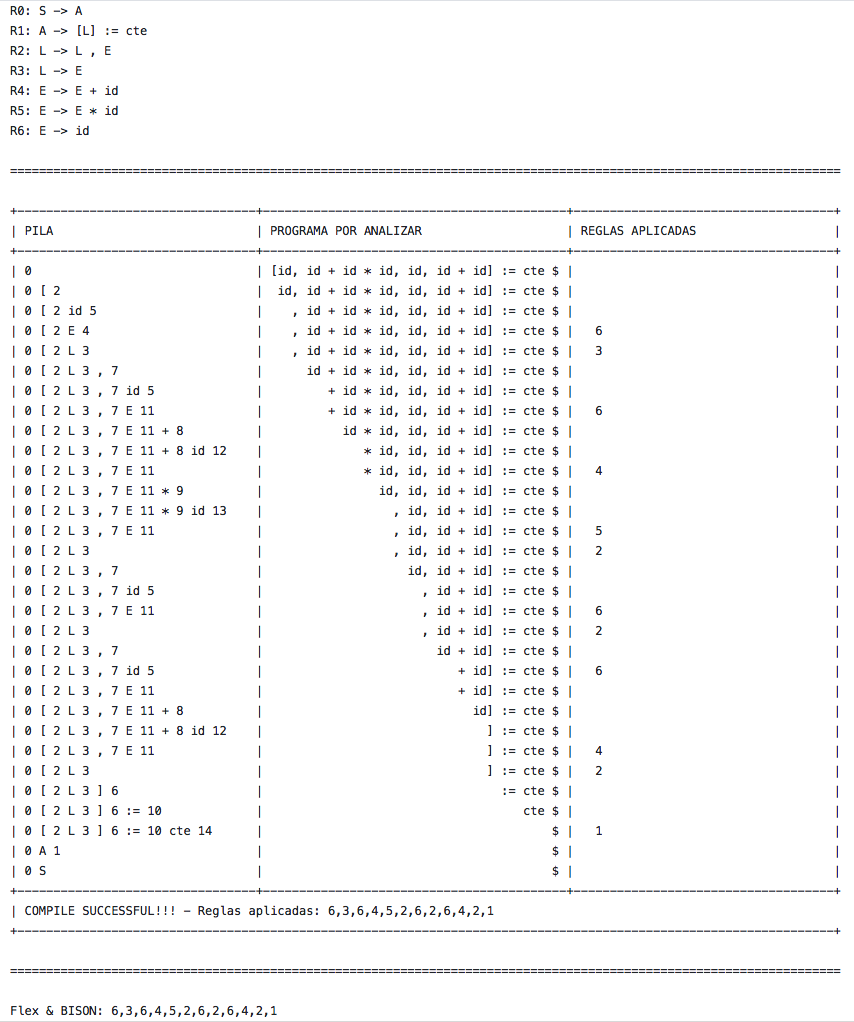 R0: S -> A
R1: A -> [L] := cte
R2: L -> L , E
R3: L -> E
R4: E -> E + id
R5: E -> E * id
R6: E -> id
===================================================================================================================
+----------------------------------+-------------------------------------------+------------------------------------+
| PILA | PROGRAMA POR ANALIZAR | REGLAS APLICADAS |
+----------------------------------+-------------------------------------------+------------------------------------+
| 0 | [id, id + id * id, id, id + id] := cte $ | |
| 0 [ 2 | id, id + id * id, id, id + id] := cte $ | |
| 0 [ 2 id 5 | , id + id * id, id, id + id] := cte $ | |
| 0 [ 2 E 4 | , id + id * id, id, id + id] := cte $ | 6 |
| 0 [ 2 L 3 | , id + id * id, id, id + id] := cte $ | 3 |
| 0 [ 2 L 3 , 7 | id + id * id, id, id + id] := cte $ | |
| 0 [ 2 L 3 , 7 id 5 | + id * id, id, id + id] := cte $ | |
| 0 [ 2 L 3 , 7 E 11 | + id * id, id, id + id] := cte $ | 6 |
| 0 [ 2 L 3 , 7 E 11 + 8 | id * id, id, id + id] := cte $ | |
| 0 [ 2 L 3 , 7 E 11 + 8 id 12 | * id, id, id + id] := cte $ | |
| 0 [ 2 L 3 , 7 E 11 | * id, id, id + id] := cte $ | 4 |
| 0 [ 2 L 3 , 7 E 11 * 9 | id, id, id + id] := cte $ | |
| 0 [ 2 L 3 , 7 E 11 * 9 id 13 | , id, id + id] := cte $ | |
| 0 [ 2 L 3 , 7 E 11 | , id, id + id] := cte $ | 5 |
| 0 [ 2 L 3 | , id, id + id] := cte $ | 2 |
| 0 [ 2 L 3 , 7 | id, id + id] := cte $ | |
| 0 [ 2 L 3 , 7 id 5 | , id + id] := cte $ | |
| 0 [ 2 L 3 , 7 E 11 | , id + id] := cte $ | 6 |
| 0 [ 2 L 3 | , id + id] := cte $ | 2 |
| 0 [ 2 L 3 , 7 | id + id] := cte $ | |
| 0 [ 2 L 3 , 7 id 5 | + id] := cte $ | 6 |
| 0 [ 2 L 3 , 7 E 11 | + id] := cte $ | |
| 0 [ 2 L 3 , 7 E 11 + 8 | id] := cte $ | |
| 0 [ 2 L 3 , 7 E 11 + 8 id 12 | ] := cte $ | |
| 0 [ 2 L 3 , 7 E 11 | ] := cte $ | 4 |
| 0 [ 2 L 3 | ] := cte $ | 2 |
| 0 [ 2 L 3 ] 6 | := cte $ | |
| 0 [ 2 L 3 ] 6 := 10 | cte $ | |
| 0 [ 2 L 3 ] 6 := 10 cte 14 | $ | 1 |
| 0 A 1 | $ | |
| 0 S | $ | |
+----------------------------------+-------------------------------------------+------------------------------------+
| COMPILE SUCCESSFUL!!! - Reglas aplicadas: 6,3,6,4,5,2,6,2,6,4,2,1 |
+-------------------------------------------------------------------------------------------------------------------+
===================================================================================================================
Flex & BISON: 6,3,6,4,5,2,6,2,6,4,2,1